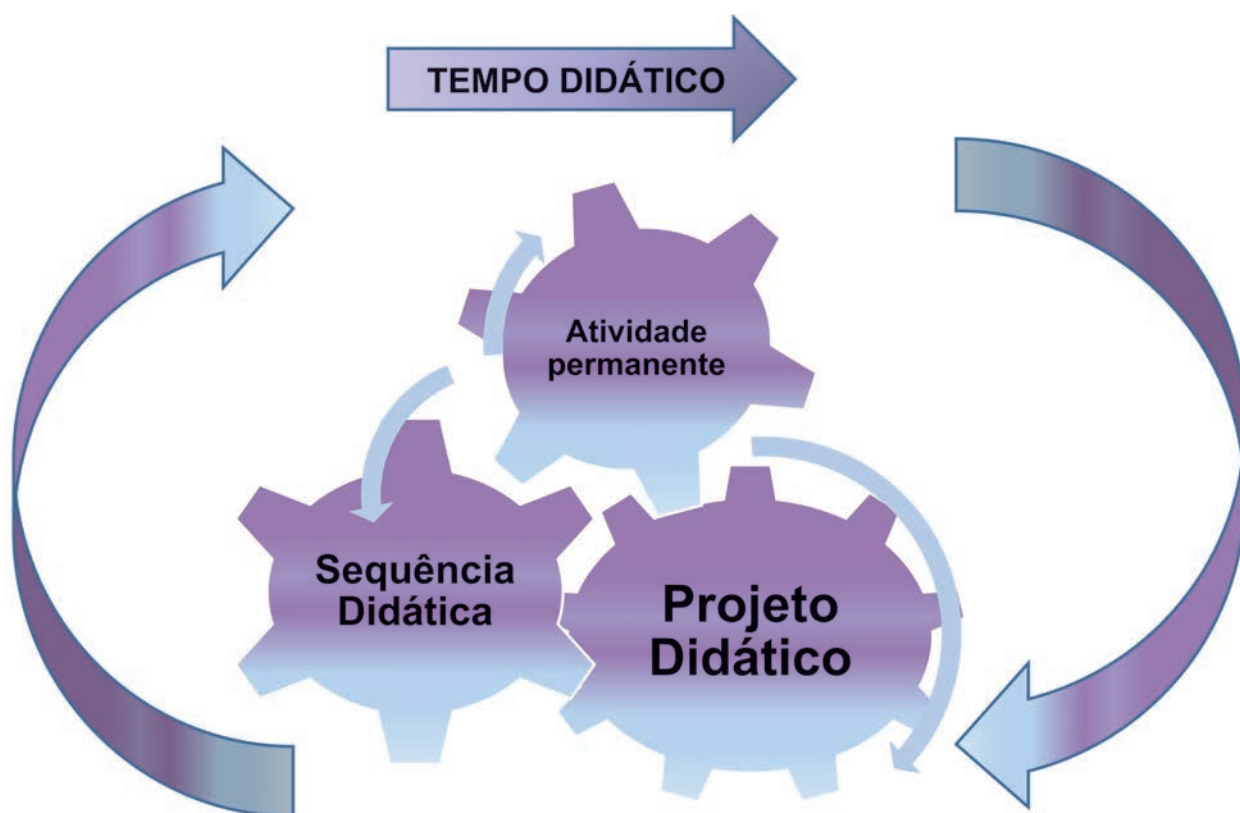 TEMPO DIDÁTICO
Atividade
permanente
Sequência
Didática
Projeto
Didático